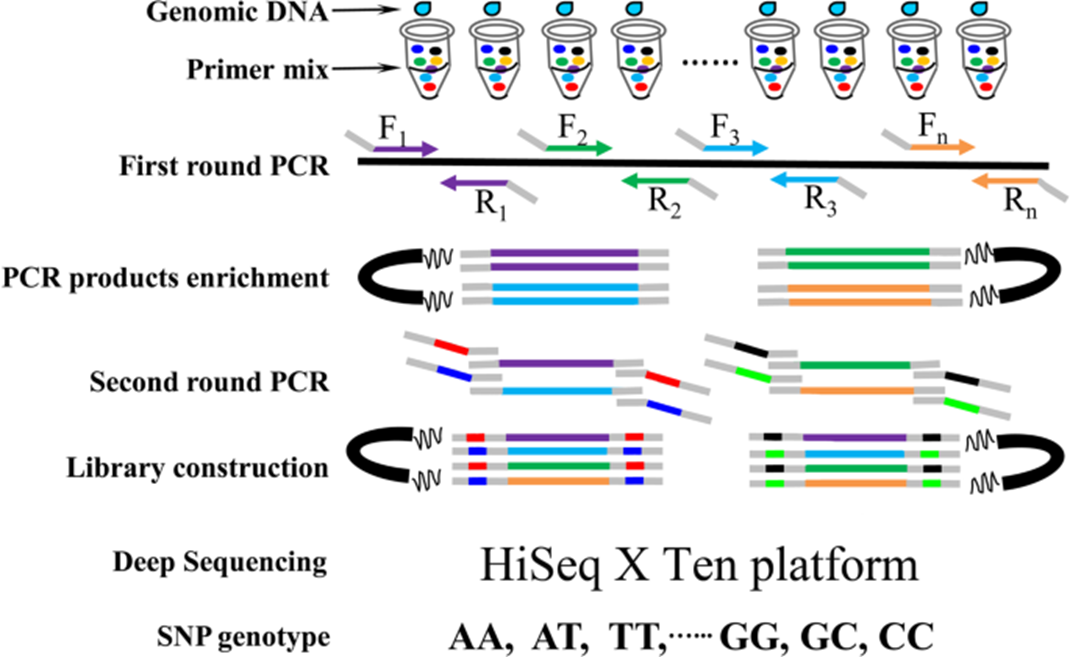 Genomic DNA
Primer mix
......
F1 F2 F3 Fn
First round PCR
R1 R2 R3 Rn
PCR products enrichment
Second round PCR
Library construction
Deep Sequencing HiSeq X Ten platform
SNP genotype AA, AT, TT,...... GG, GC, CC